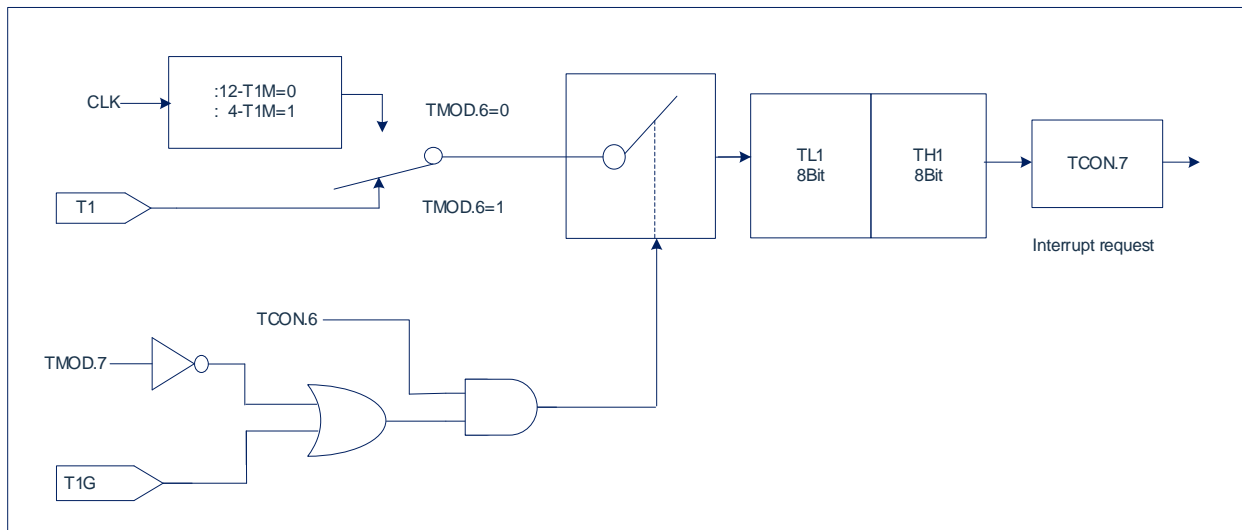 :12-T1M=0
: 4-T1M=1
CLK
TMOD.6=0
T1
TMOD.6=1
TL1
8Bit
TH1
8Bit
TCON.7
Interrupt request
TCON.6
TMOD.7
T1G